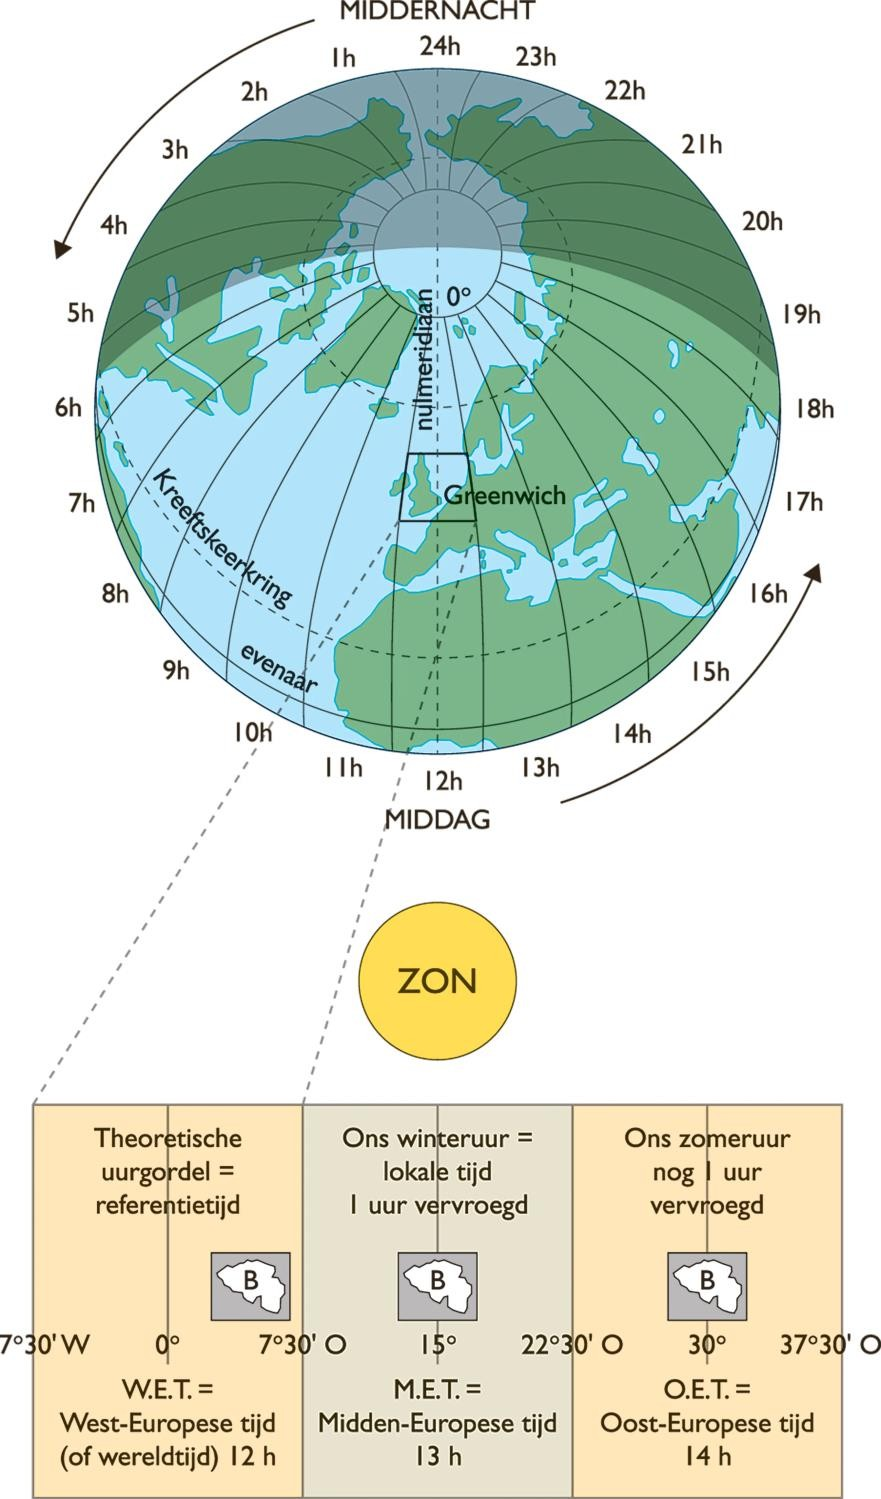 MIDDERNACHT
24h
1h
23h
2h
22h
3h
21h
4h
20h
5h
19h
6h
18h
7h
17h
8h
16h
9h
15h
10h
14h
11h
13h
12h
MIDDAG
0°
nulmeridiaan
Greenwich
Kreeftskeerkring
evenaar
ZON
Theoretische
uurgordel =
referentietijd
B
7°30' W
0°
7°30' O
W.E.T. =
West-Europese tijd
(of wereldtijd) 12 h
Ons winteruur =
lokale tijd
1 uur vervroegd
B
15°
22°30' O
M.E.T. =
Midden-Europese tijd
13 h
Ons zomeruur
nog 1 uur
vervroegd
B
30°
37°30' O
O.E.T. =
Oost-Europese tijd
14 h